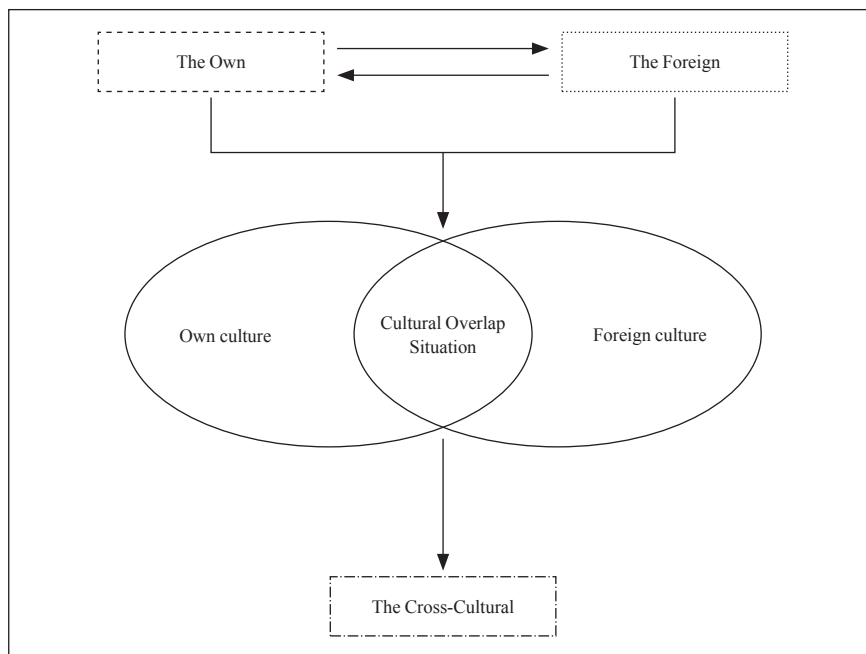 The Own
The Foreign
Own culture
Cultural Overlap
Situation
Foreign culture
The Cross-Cultural